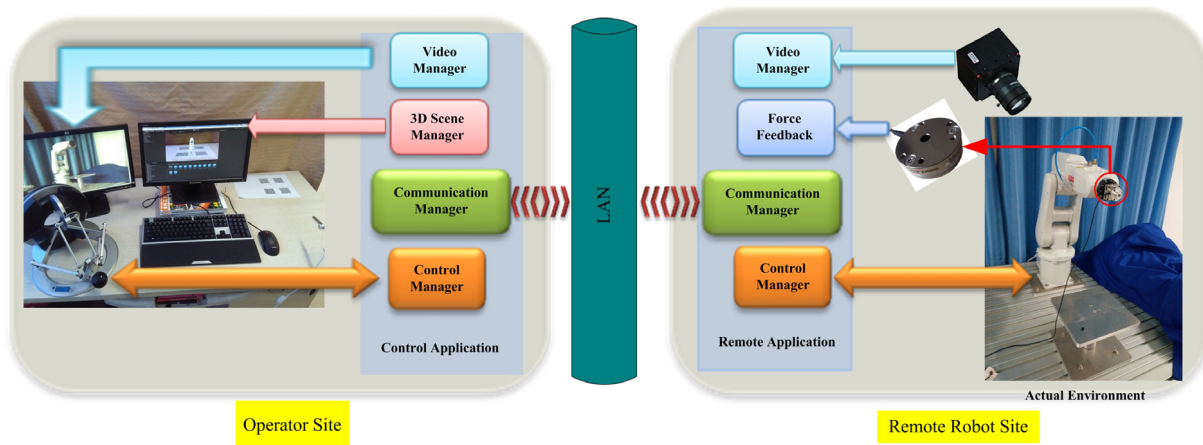 Video
Manager
3D Scene
Manager
Communication
Manager
Control
Manager
Control Application
Operator Site
LAN
Video
Manager
Force
Feedback
Communication
Manager
Control
Manager
Remote Application
Actual Environment
Remote Robot Site